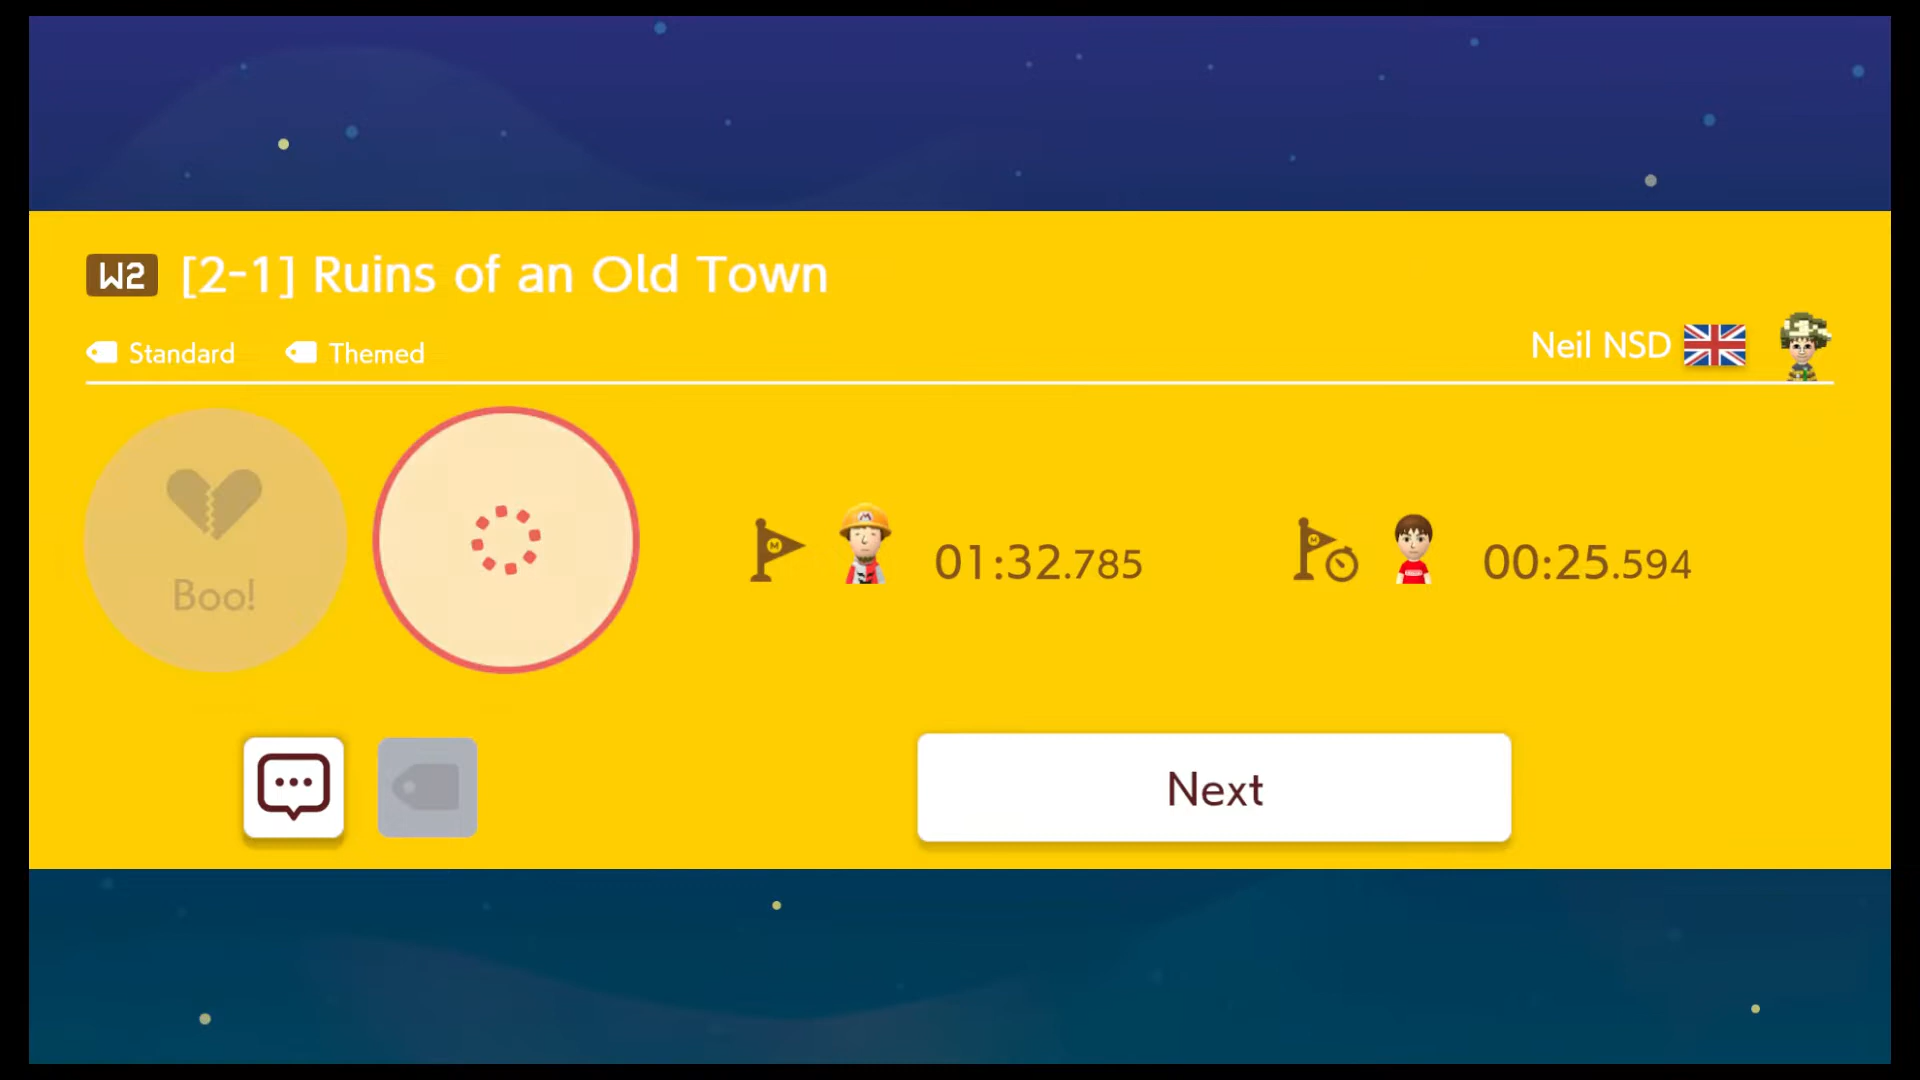 W2 [2-1] Ruins of an Old Town
Standard Themed
Neil NSD
Boo!
01:32.785
00:25.594
Next